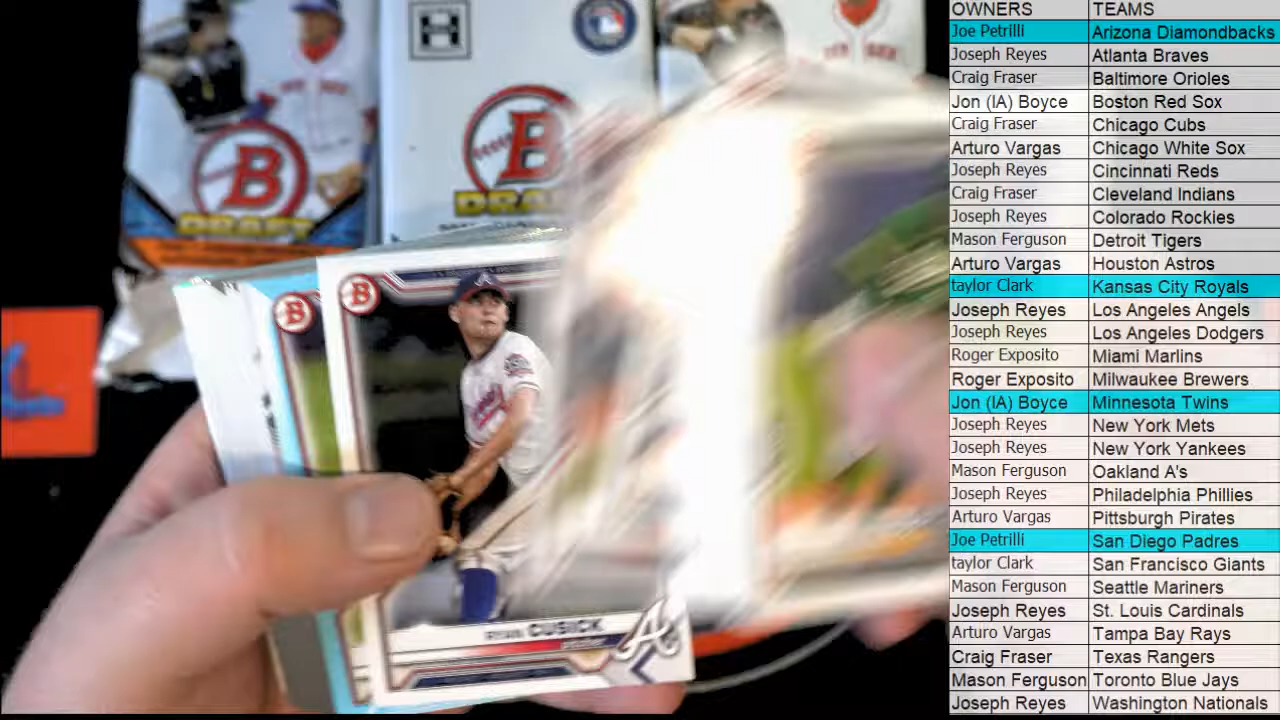 OWNERS TEAMS
Joe Petrilli Arizona Diamondbacks
Joseph Reyes Atlanta Braves
Craig Fraser Baltimore Orioles
Jon (IA) Boyce Boston Red Sox
Craig Fraser Chicago Cubs
Arturo Vargas Chicago White Sox
Joseph Reyes Cincinnati Reds
Craig Fraser Cleveland Indians
Joseph Reyes Colorado Rockies
Mason Ferguson Detroit Tigers
Arturo Vargas Houston Astros
taylor Clark Kansas City Royals
Joseph Reyes Los Angeles Angels
Joseph Reyes Los Angeles Dodgers
Roger Exposito Miami Marlins
Roger Exposito Milwaukee Brewers
Jon (IA) Boyce Minnesota Twins
Joseph Reyes New York Mets
Joseph Reyes New York Yankees
Mason Ferguson Oakland A's
Joseph Reyes Philadelphia Phillies
Arturo Vargas Pittsburgh Pirates
Joe Petrilli San Diego Padres
taylor Clark San Francisco Giants
Mason Ferguson Seattle Mariners
Joseph Reyes St. Louis Cardinals
Arturo Vargas Tampa Bay Rays
Craig Fraser Texas Rangers
Mason Ferguson Toronto Blue Jays
Joseph Reyes Washington Nationals
H
B
DRAFT
B
B
B
A
RYAN CUSICK
A